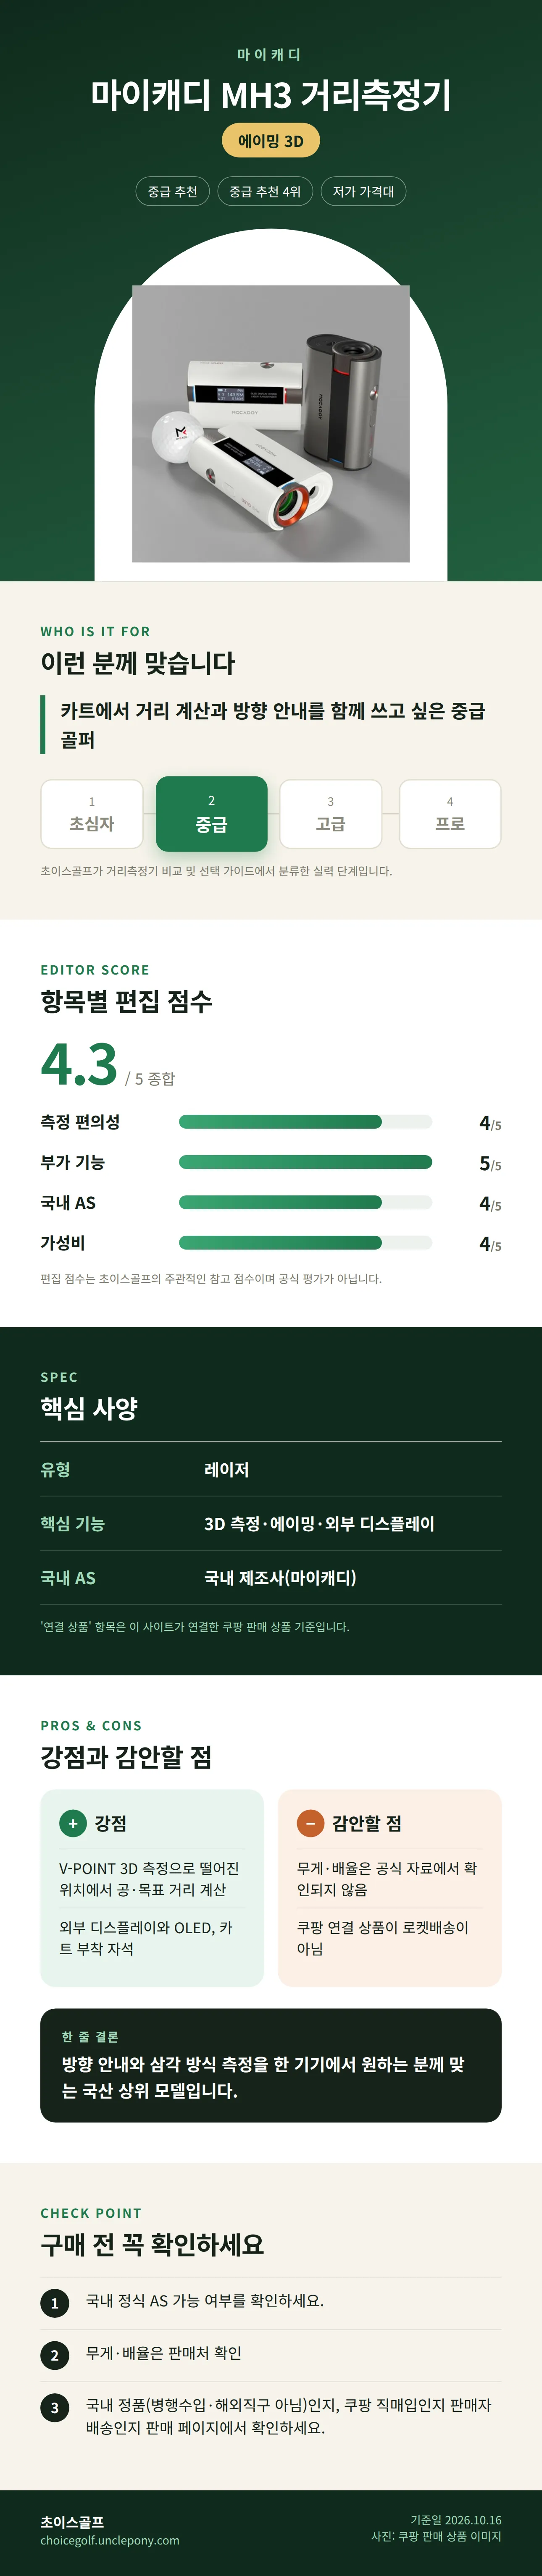 마이캐디
마이캐디 MH3 거리측정기
에이밍 3D
중급 추천
중급 추천 4위
저가 가격대
MOCADDY
WHO IS IT FOR
이런 분께 맞습니다
카트에서 거리 계산과 방향 안내를 함께 쓰고 싶은 중급
골퍼
1
초심자
2
중급
3
고급
4
프로
초이스골프가 거리측정기 비교 및 선택 가이드에서 분류한 실력 단계입니다.
EDITOR SCORE
항목별 편집 점수
4.3 / 5 종합
측정 편의성 4/5
부가 기능 5/5
국내 AS 4/5
가성비 4/5
편집 점수는 초이스골프의 주관적인 참고 점수이며 공식 평가가 아닙니다.
SPEC
핵심 사양
유형 레이저
핵심 기능 3D 측정·에이밍·외부 디스플레이
국내 AS 국내 제조사(마이캐디)
'연결 상품' 항목은 이 사이트가 연결한 쿠팡 판매 상품 기준입니다.
PROS & CONS
강점과 감안할 점
+ 강점
V-POINT 3D 측정으로 떨어진
위치에서 공·목표 거리 계산
외부 디스플레이와 OLED, 카
트 부착 자석
− 감안할 점
무게·배율은 공식 자료에서 확
인되지 않음
쿠팡 연결 상품이 로켓배송이
아님
한 줄 결론
방향 안내와 삼각 방식 측정을 한 기기에서 원하는 분께 맞
는 국산 상위 모델입니다.
CHECK POINT
구매 전 꼭 확인하세요
1 국내 정식 AS 가능 여부를 확인하세요.
2 무게·배율은 판매처 확인
3 국내 정품(병행수입·해외직구 아님)인지, 쿠팡 직매입인지 판매자
배송인지 판매 페이지에서 확인하세요.
초이스골프
choicegolf.unclepony.com
기준일 2026.10.16
사진: 쿠팡 판매 상품 이미지